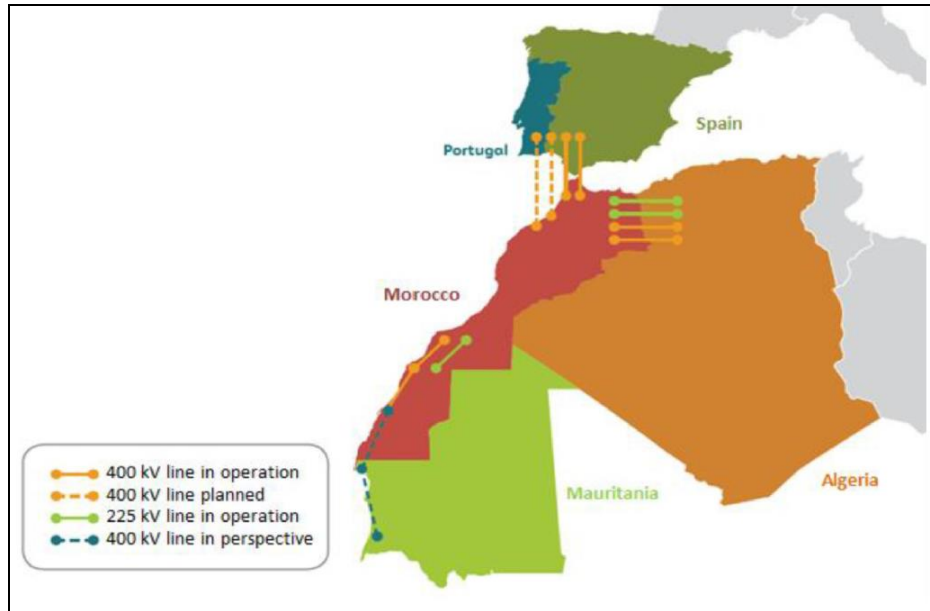 Spain
Portugal
Morocco
Mauritania
Algeria
400 kV line in operation
400 kV line planned
225 kV line in operation
400 kV line in perspective